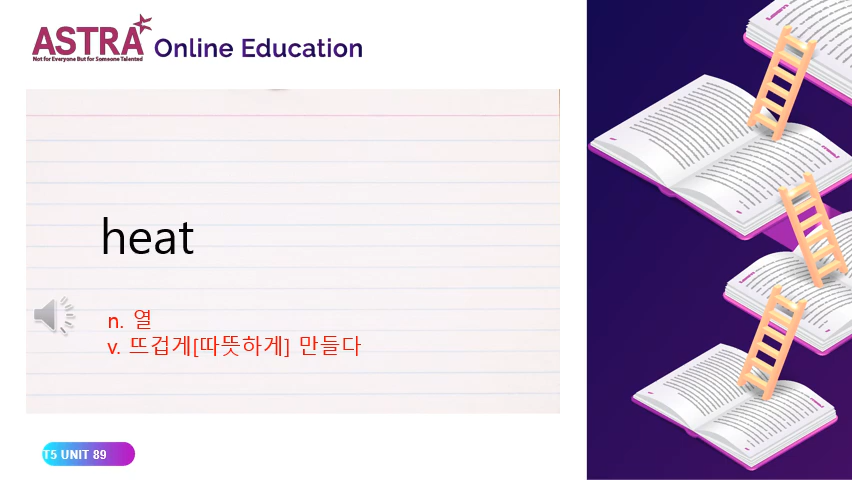 ASTRA
Not for Everyone But for Someone Talented
Online Education
heat
n. 열
v. 뜨겁게[따뜻하게] 만들다
T5 UNIT 89